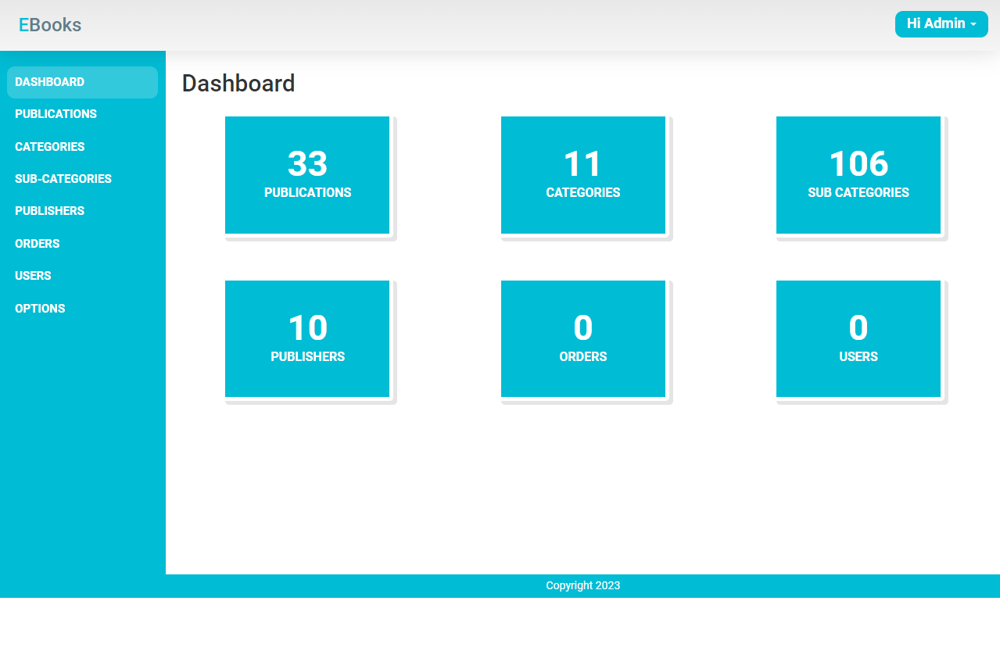 EBooks
Hi Admin
DASHBOARD
PUBLICATIONS
CATEGORIES
SUB-CATEGORIES
PUBLISHERS
ORDERS
USERS
OPTIONS
Dashboard
33
PUBLICATIONS
11
CATEGORIES
106
SUB CATEGORIES
10
PUBLISHERS
0
ORDERS
0
USERS
Copyright 2023